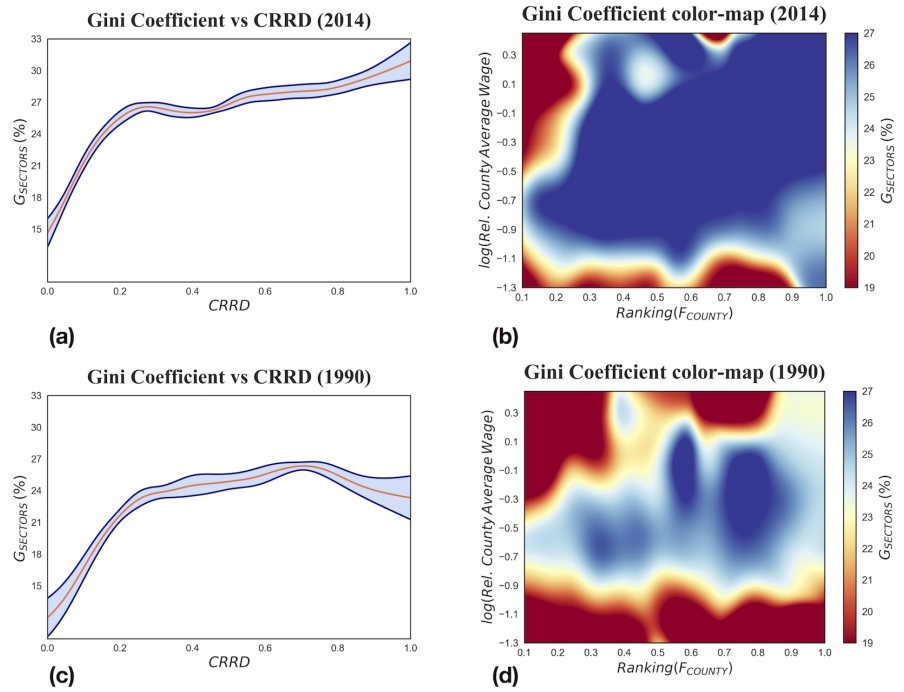 Gini Coefficient vs CRRD (2014)
33
30
27
24
21
18
15
G_SECTORS (%)
0.0 0.2 0.4 0.6 0.8 1.0
CRRD
(a)
Gini Coefficient color-map (2014)
0.3
0.1
-0.1
-0.3
-0.5
-0.7
-0.9
-1.1
-1.3
log(Rel. County Average Wage)
0.1 0.2 0.3 0.4 0.5 0.6 0.7 0.8 0.9 1.0
Ranking(F_COUNTY)
27
26
25
24
23
22
21
20
19
G_SECTORS (%)
(b)
Gini Coefficient vs CRRD (1990)
33
30
27
24
21
18
15
G_SECTORS (%)
0.0 0.2 0.4 0.6 0.8 1.0
CRRD
(c)
Gini Coefficient color-map (1990)
0.3
0.1
-0.1
-0.3
-0.5
-0.7
-0.9
-1.1
-1.3
log(Rel. County Average Wage)
0.1 0.2 0.3 0.4 0.5 0.6 0.7 0.8 0.9 1.0
Ranking(F_COUNTY)
27
26
25
24
23
22
21
20
19
G_SECTORS (%)
(d)